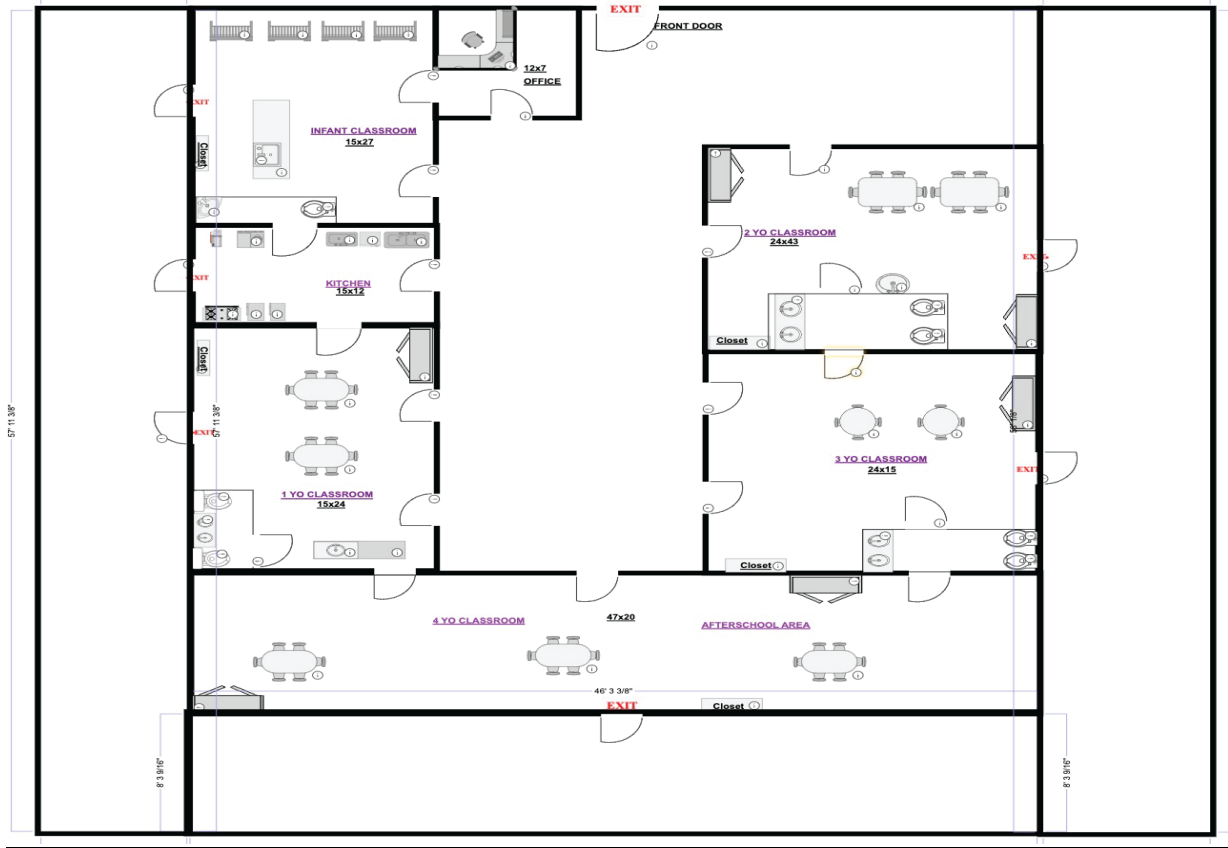 EXIT
FRONT DOOR
12x7
OFFICE
EXIT
INFANT CLASSROOM
15x27
Closet
2 YO CLASSROOM
24x43
EXIT
EXIT
KITCHEN
15x12
Closet
Closet
57' 11 3/8"
57' 11 3/8"
EXIT
3 YO CLASSROOM
24x15
EXIT
1 YO CLASSROOM
15x24
Closet
4 YO CLASSROOM
47x20
AFTERSCHOOL AREA
46' 3 3/8"
EXIT
Closet
8' 3 9/16"
8' 3 9/16"